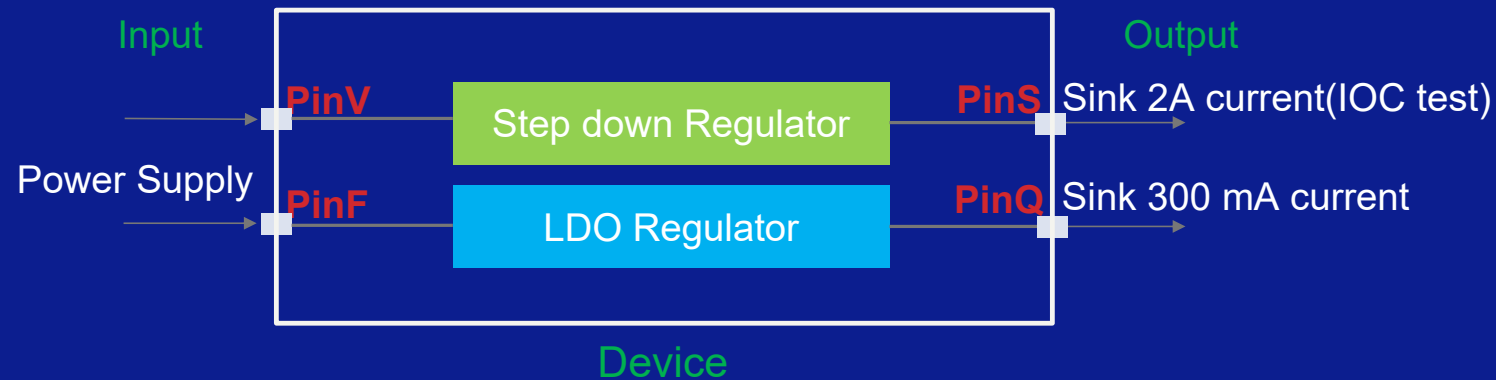 Input
Output
PinV
Step down Regulator
PinS
Sink 2A current(IOC test)
Power Supply
PinF
LDO Regulator
PinQ
Sink 300 mA current
Device